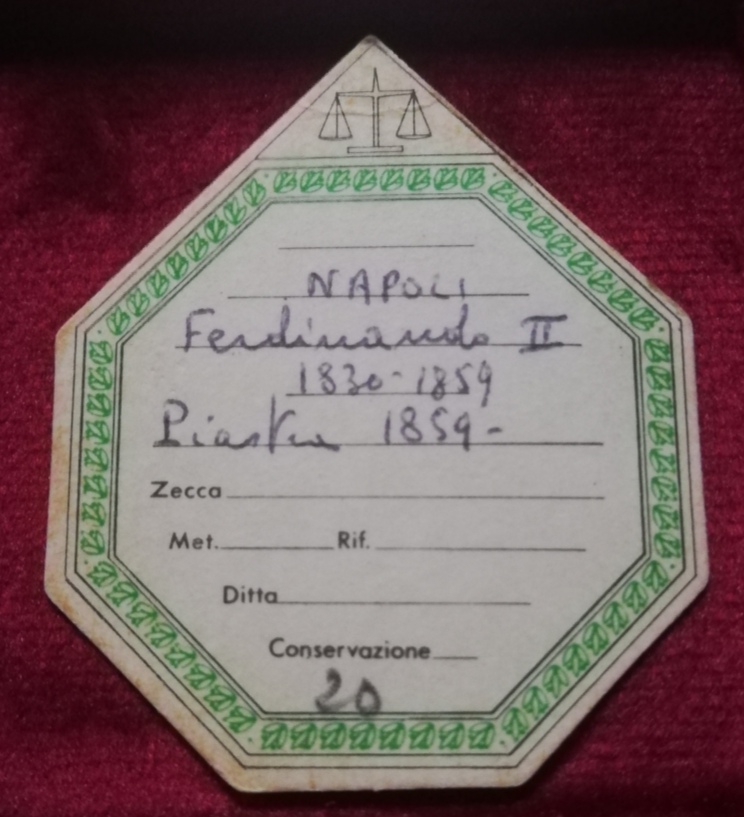 NAPOLI
Ferdinando II
1830-1859
Piastra 1859-
Zecca
Met. Rif.
Ditta
Conservazione
20